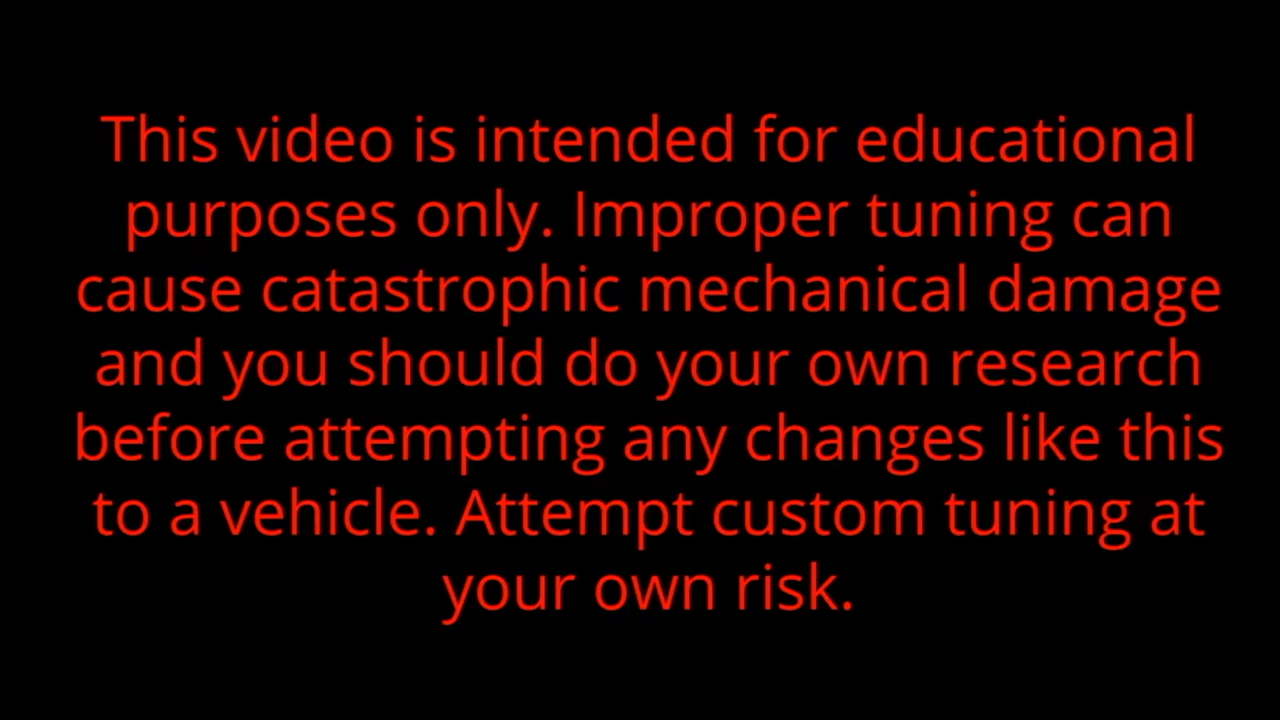 This video is intended for educational
purposes only. Improper tuning can
cause catastrophic mechanical damage
and you should do your own research
before attempting any changes like this
to a vehicle. Attempt custom tuning at
your own risk.